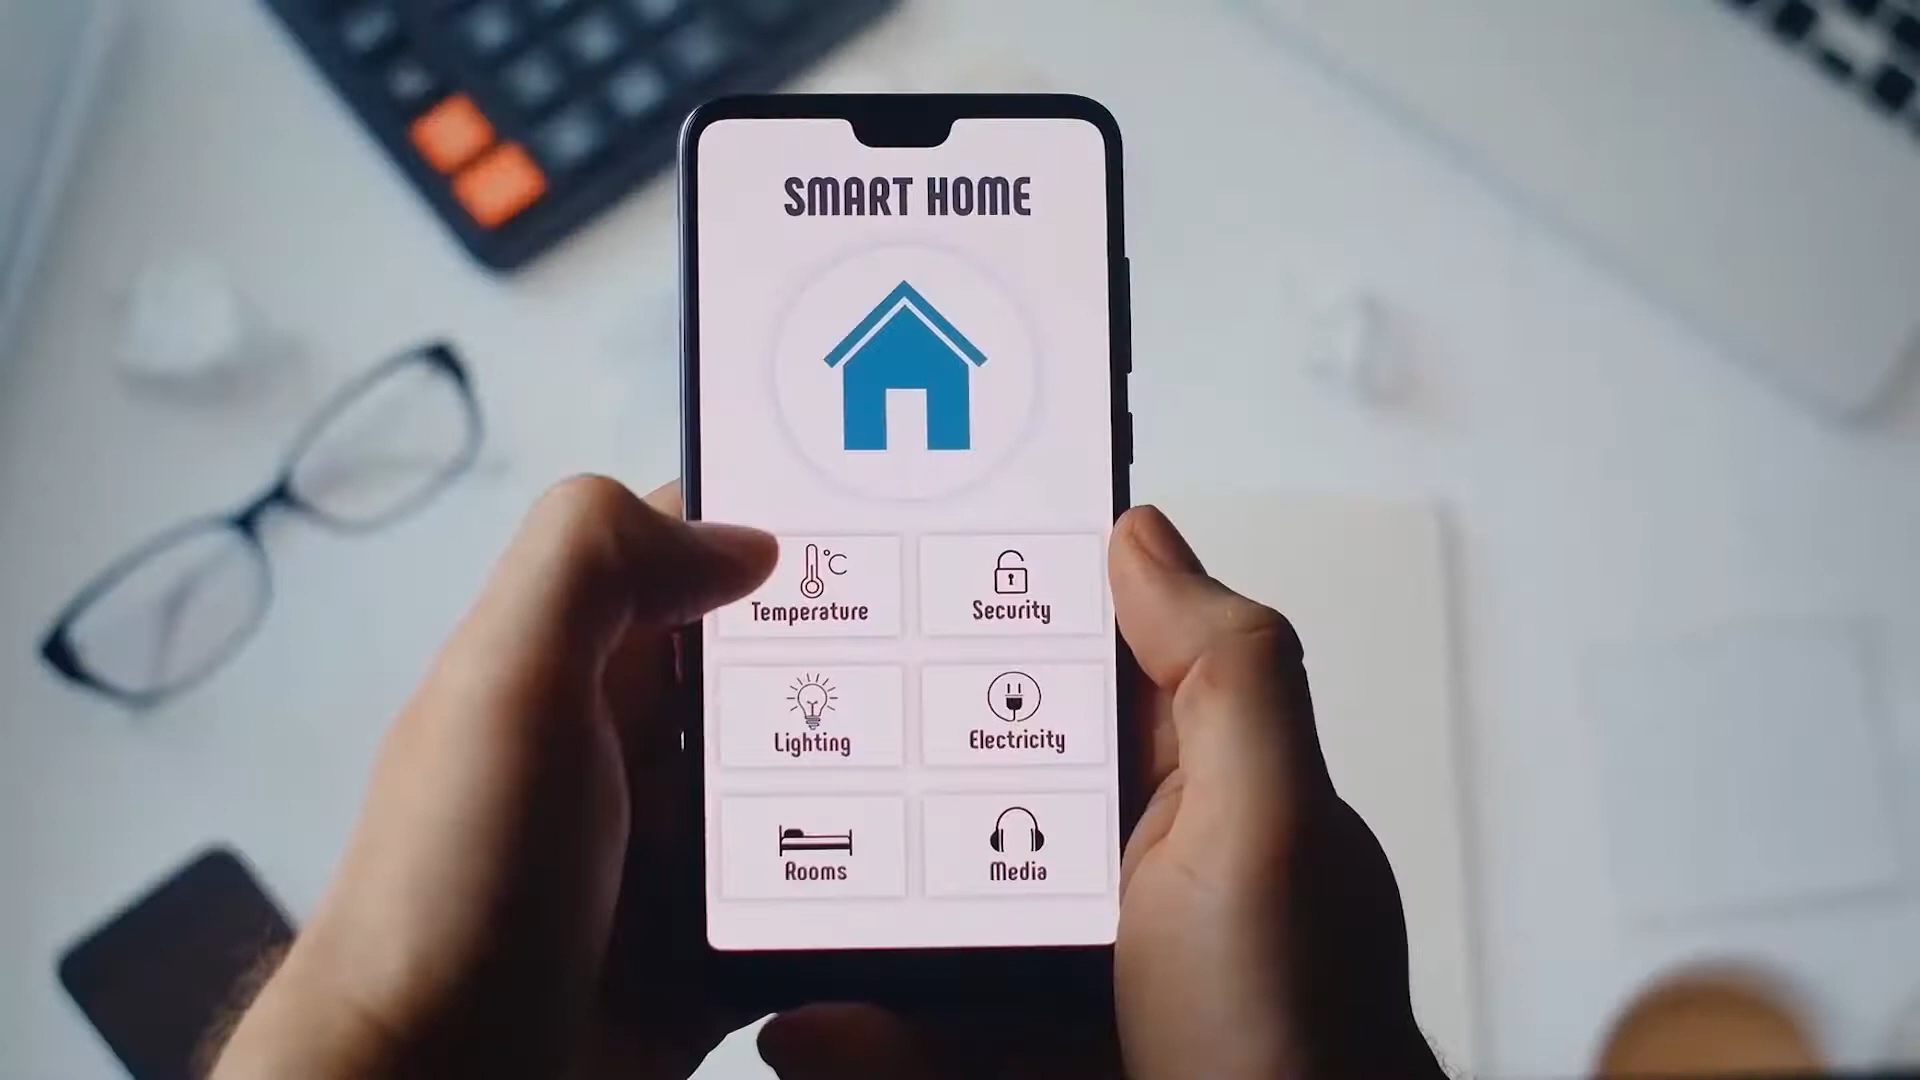 SMART HOME
°C
Temperature
Security
Lighting
Electricity
Rooms
Media